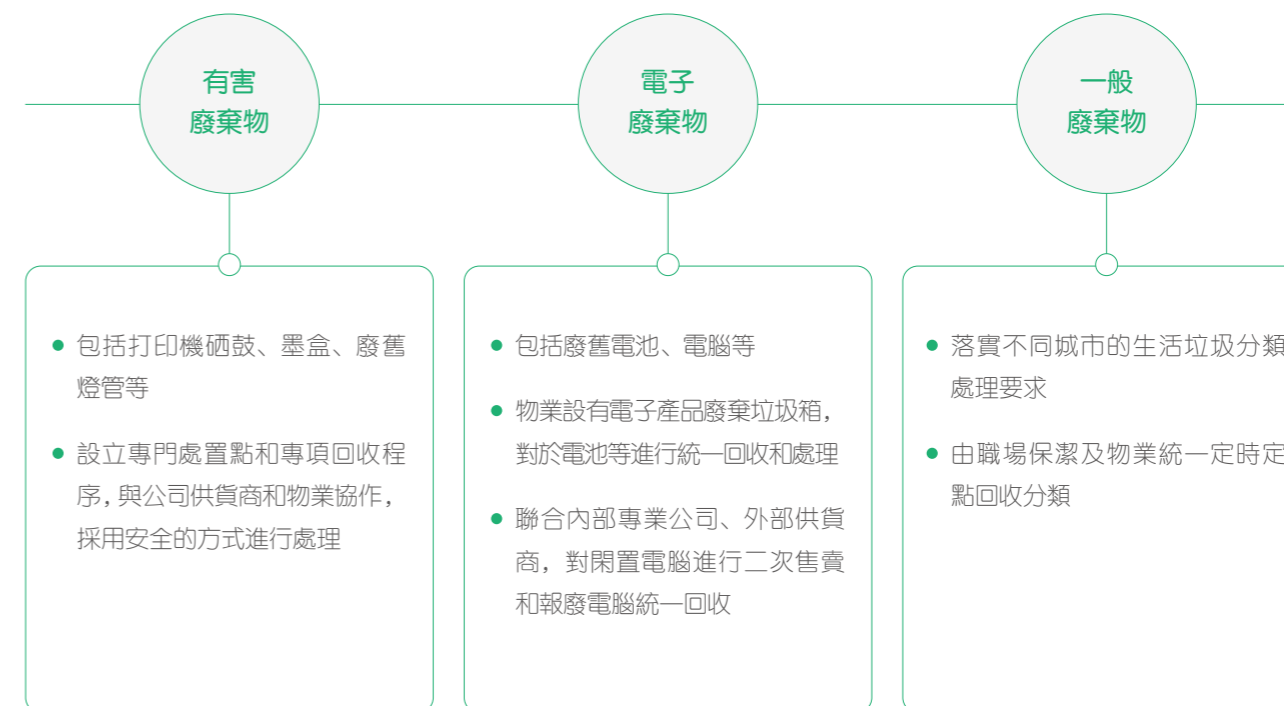 有害
廢棄物
包括打印機硒鼓、墨盒、廢舊
燈管等
設立專門處置點和專項回收程
序,與公司供貨商和物業協作,
採用安全的方式進行處理
電子
廢棄物
包括廢舊電池、電腦等
物業設有電子產品廢棄垃圾箱,
對於電池等進行統一回收和處理
聯合內部專業公司、外部供貨
商,對閑置電腦進行二次售賣
和報廢電腦統一回收
一般
廢棄物
落實不同城市的生活垃圾分類
處理要求
由職場保潔及物業統一定時定
點回收分類